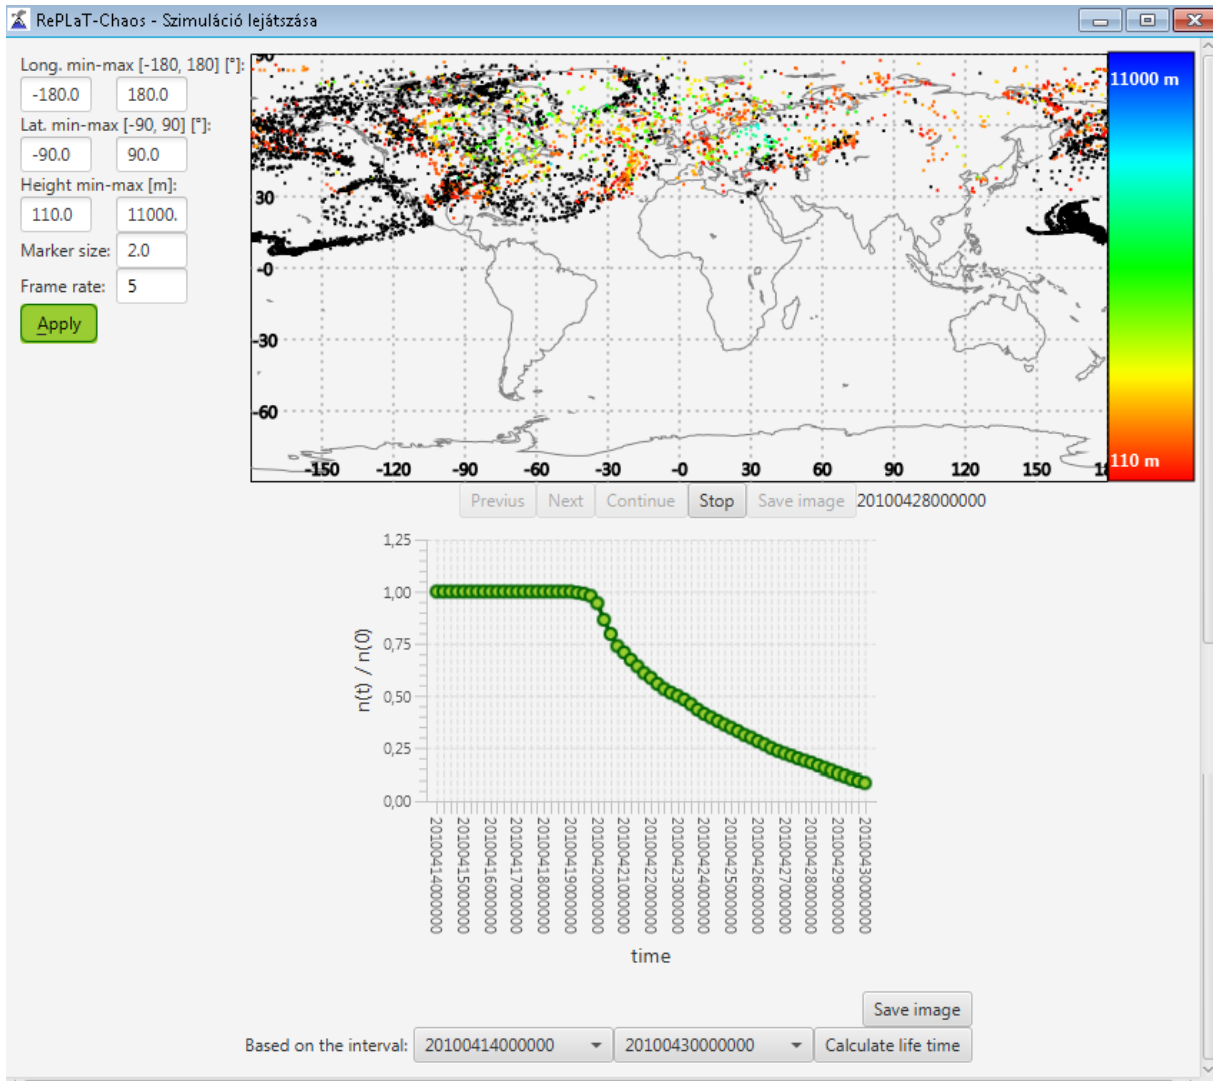 RePLaT-Chaos - Szimuláció lejátszása
Long. min-max [-180, 180] [°]:
-180.0 180.0
Lat. min-max [-90, 90] [°]:
-90.0 90.0
Height min-max [m]:
110.0 11000.
Marker size: 2.0
Frame rate: 5
Apply
90
30
-0
-30
-60
-150 -120 -90 -60 -30 -0 30 60 90 120 150 18
11000 m
110 m
Previus Next Continue Stop Save image 20100428000000
1,25
1,00
0,75
0,50
0,25
0,00
n(t) / n(0)
20100414000000
20100415000000
20100416000000
20100417000000
20100418000000
20100419000000
20100420000000
20100421000000
20100422000000
20100423000000
20100424000000
20100425000000
20100426000000
20100427000000
20100428000000
20100429000000
20100430000000
time
Save image
Based on the interval: 20100414000000 20100430000000 Calculate life time